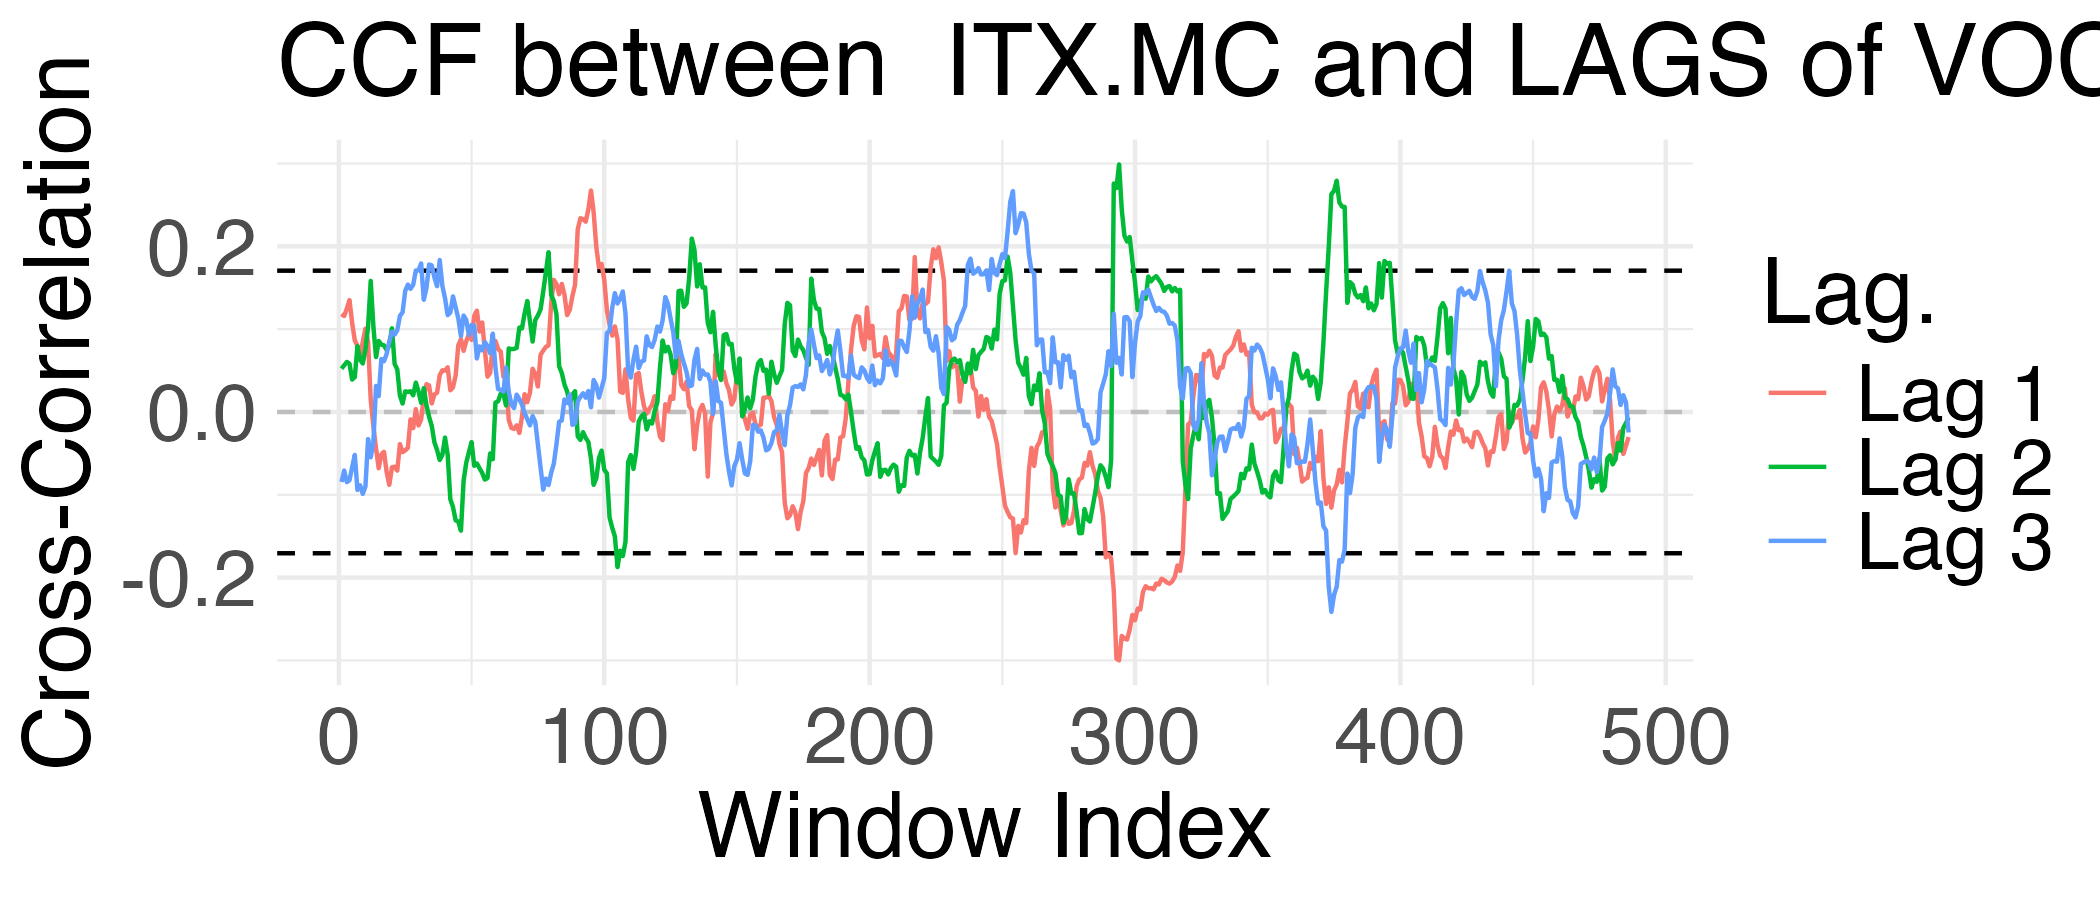 CCF between ITX.MC and LAGS of VOC
Cross-Correlation
0.2
0.0
-0.2
0
100
200
300
400
500
Window Index
Lag.
Lag 1
Lag 2
Lag 3